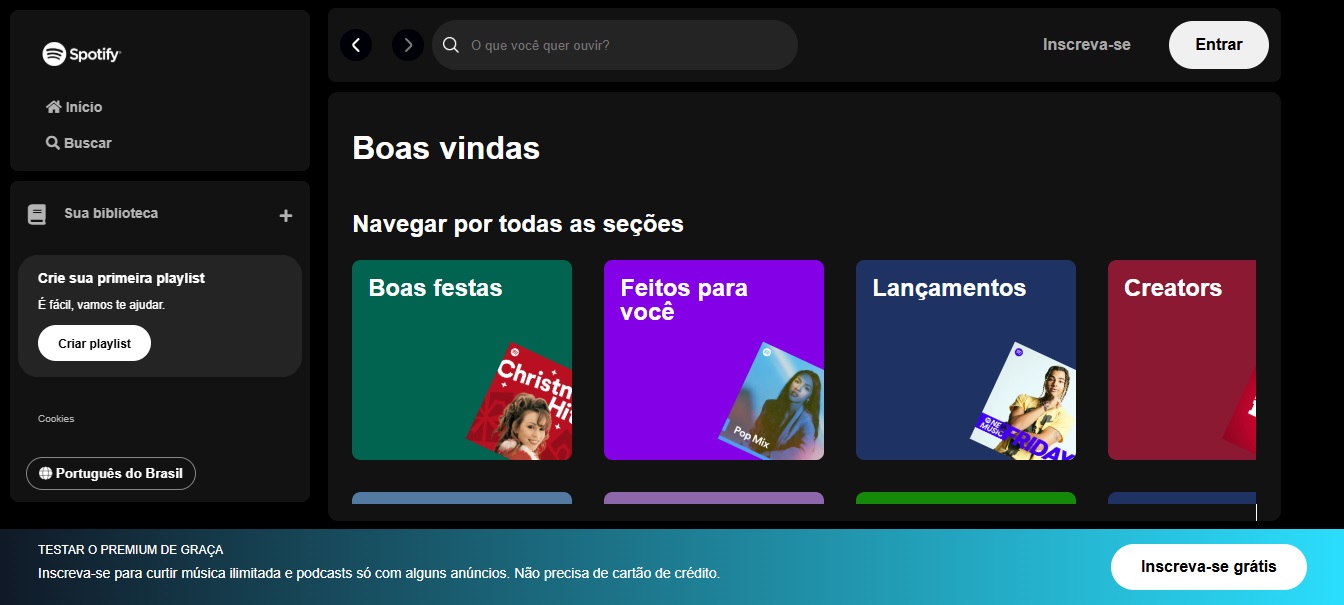 Spotify
Início
Buscar
Sua biblioteca
Crie sua primeira playlist
É fácil, vamos te ajudar.
Criar playlist
Cookies
Português do Brasil
O que você quer ouvir?
Inscreva-se
Entrar
Boas vindas
Navegar por todas as seções
Boas festas
Christm
Hit
Feitos para
você
Pop Mix
Lançamentos
NEW
MUSIC
FRIDAY
Creators
TESTAR O PREMIUM DE GRAÇA
Inscreva-se para curtir música ilimitada e podcasts só com alguns anúncios. Não precisa de cartão de crédito.
Inscreva-se grátis